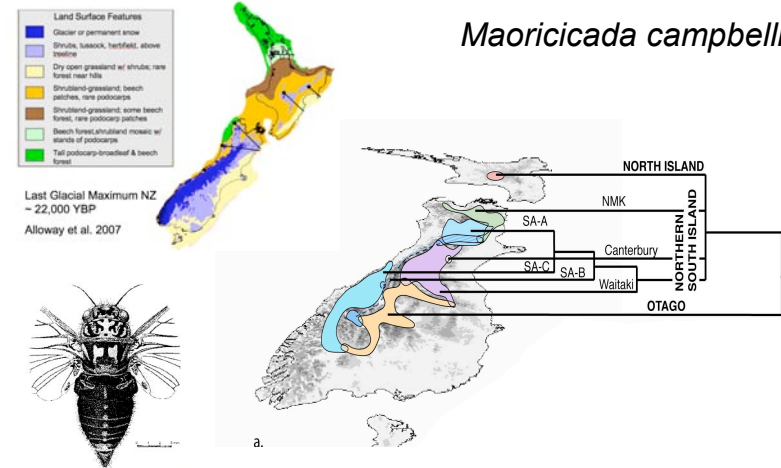 Maoricicada campbelli
Land Surface Features
Glacier or permanent snow
Shrubs, tussock, herbfield, above
treeline
Dry open grassland w/ shrubs; rare
forest near hills
Shrubland-grassland; beech
patches, rare podocarps
Shrubland-grassland; some beech
forest, rare podocarp patches
Beech forest,shrubland mosaic w/
stands of podocarps
Tall podocarp-broadleaf & beech
forest
Last Glacial Maximum NZ
~ 22,000 YBP
Alloway et al. 2007
NORTH ISLAND
NMK
SA-A
Canterbury
SA-C
SA-B
Waitaki
NORTHERN
SOUTH ISLAND
OTAGO
a.